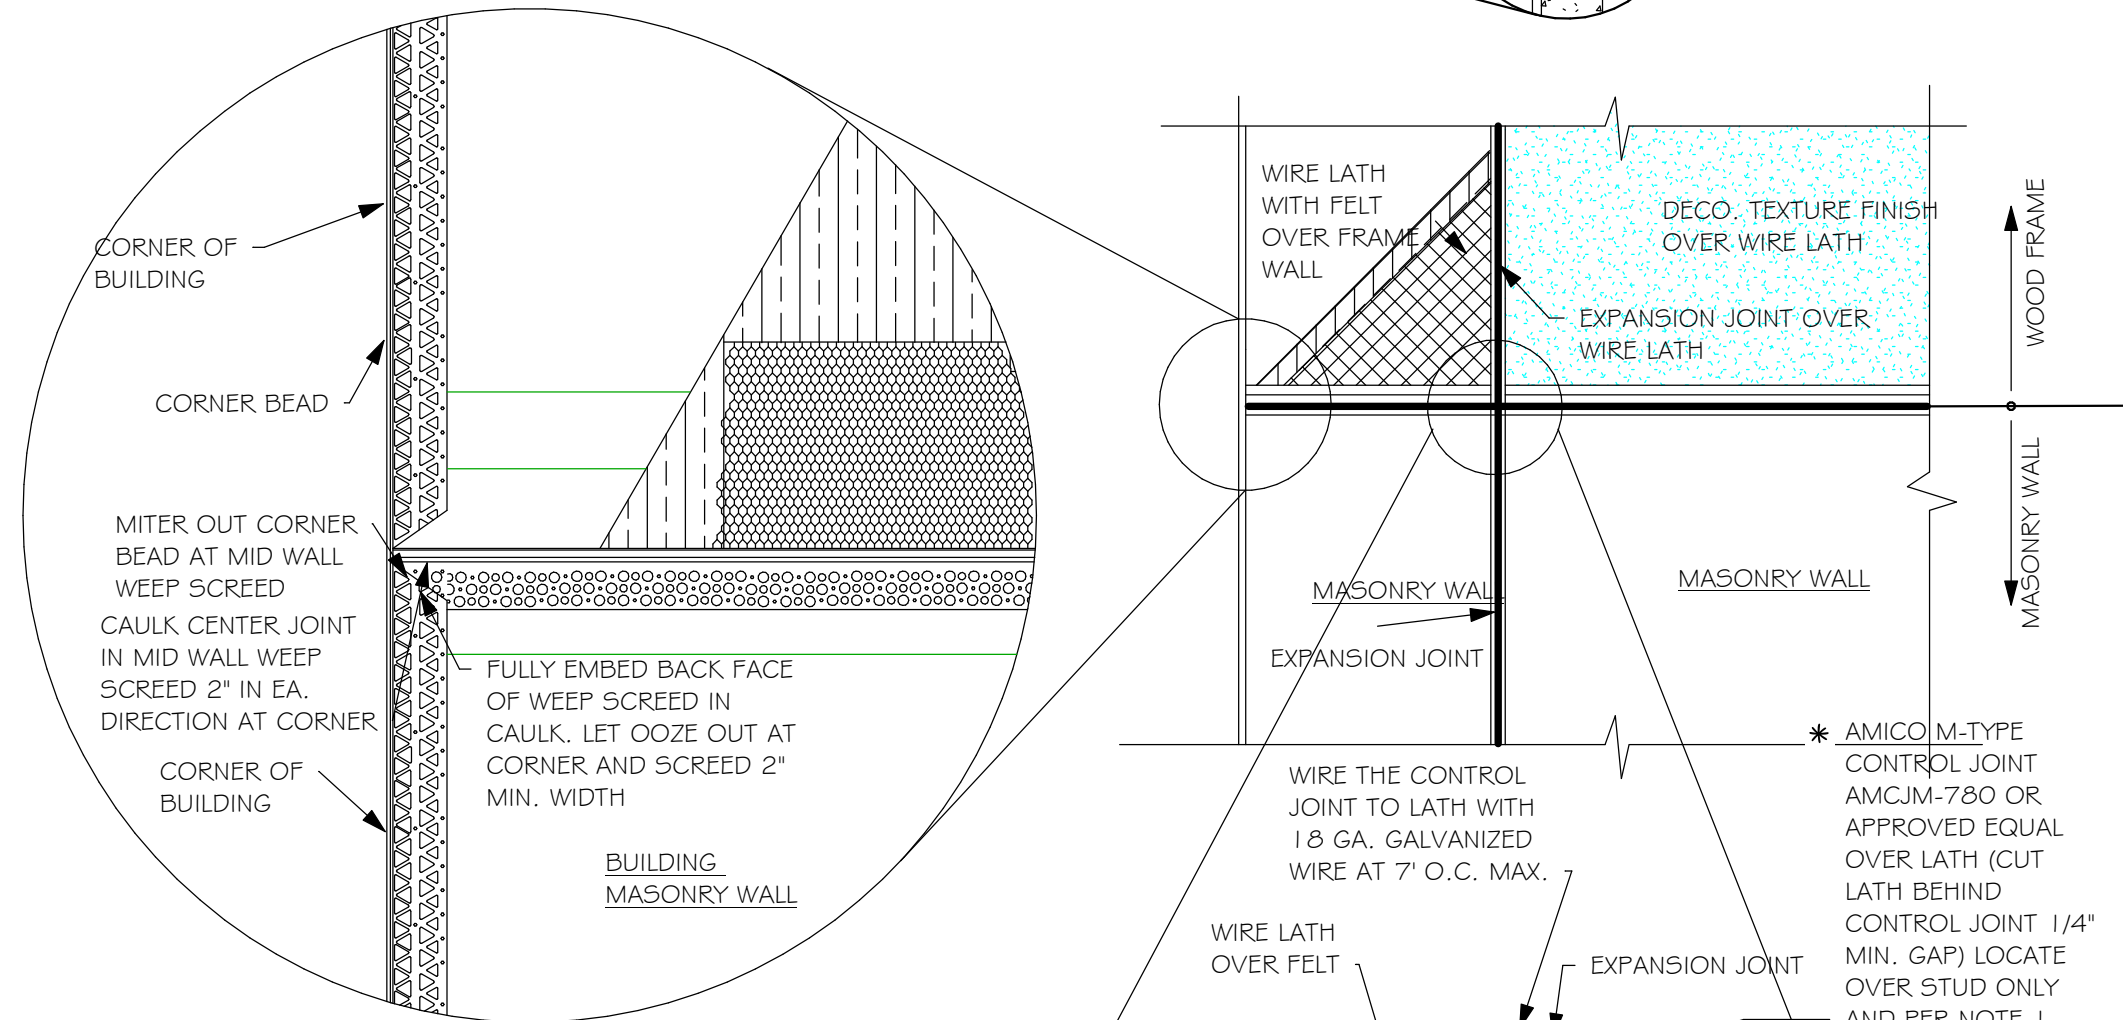 CORNER OF
BUILDING
CORNER BEAD
MITER OUT CORNER
BEAD AT MID WALL
WEEP SCREED
CAULK CENTER JOINT
IN MID WALL WEEP
SCREED 2" IN EA.
DIRECTION AT CORNER
CORNER OF
BUILDING
FULLY EMBED BACK FACE
OF WEEP SCREED IN
CAULK. LET OOZE OUT AT
CORNER AND SCREED 2"
MIN. WIDTH
BUILDING
MASONRY WALL
WIRE LATH
WITH FELT
OVER FRAME
WALL
DECO. TEXTURE FINISH
OVER WIRE LATH
EXPANSION JOINT OVER
WIRE LATH
WOOD FRAME
MASONRY WALL
MASONRY WALL
MASONRY WALL
EXPANSION JOINT
WIRE THE CONTROL
JOINT TO LATH WITH
18 GA. GALVANIZED
WIRE AT 7' O.C. MAX.
WIRE LATH
OVER FELT
EXPANSION JOINT
* AMICO M-TYPE
CONTROL JOINT
AMCJM-780 OR
APPROVED EQUAL
OVER LATH (CUT
LATH BEHIND
CONTROL JOINT 1/4"
MIN. GAP) LOCATE
OVER STUD ONLY
AND PER NOTE 1